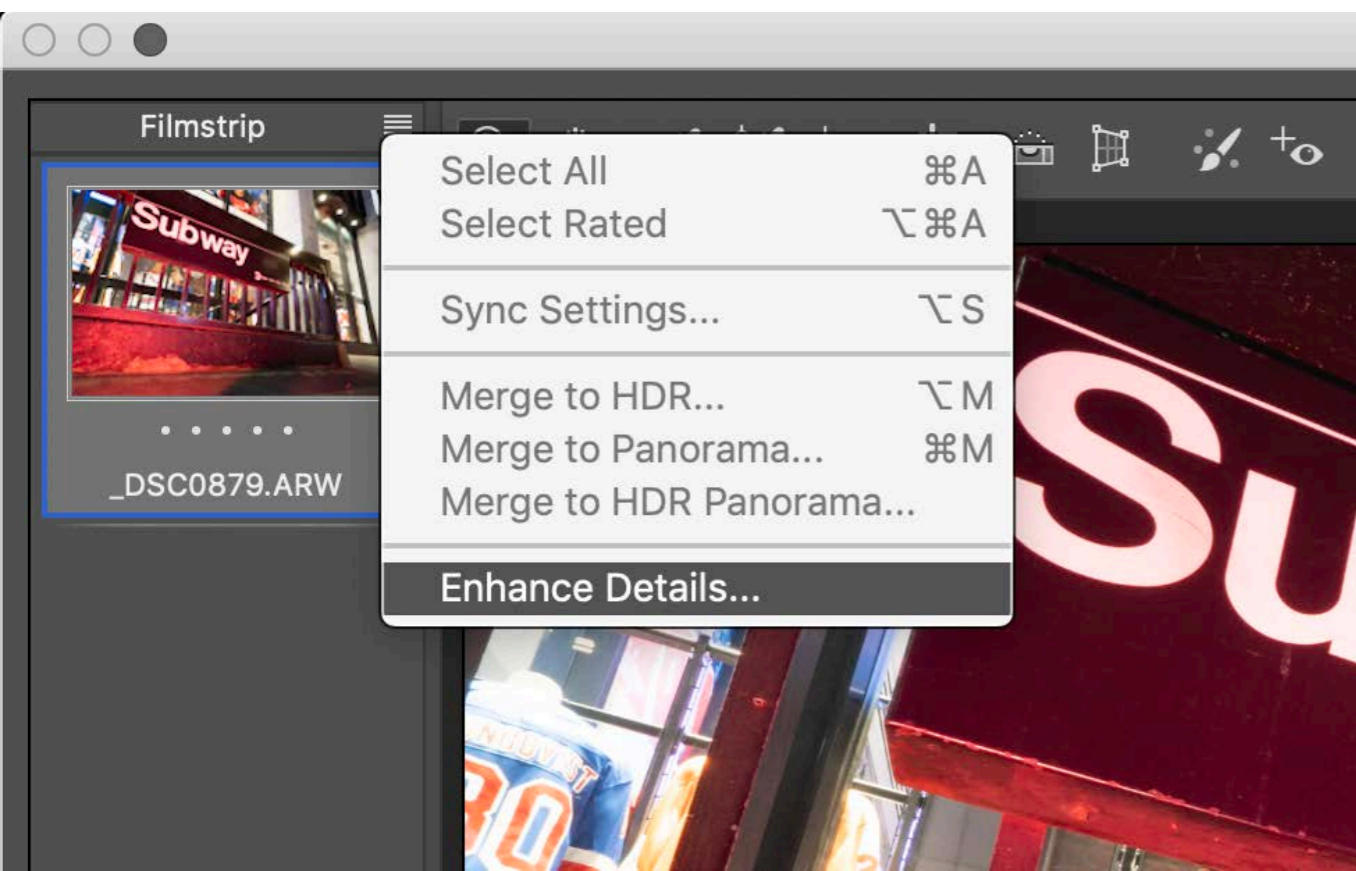 Filmstrip
Select All ⌘A
Select Rated ⌥⌘A
Sync Settings... ⌥S
Merge to HDR... ⌥M
Merge to Panorama... ⌘M
Merge to HDR Panorama...
Enhance Details...
Subway
_DSC0879.ARW
Su
30